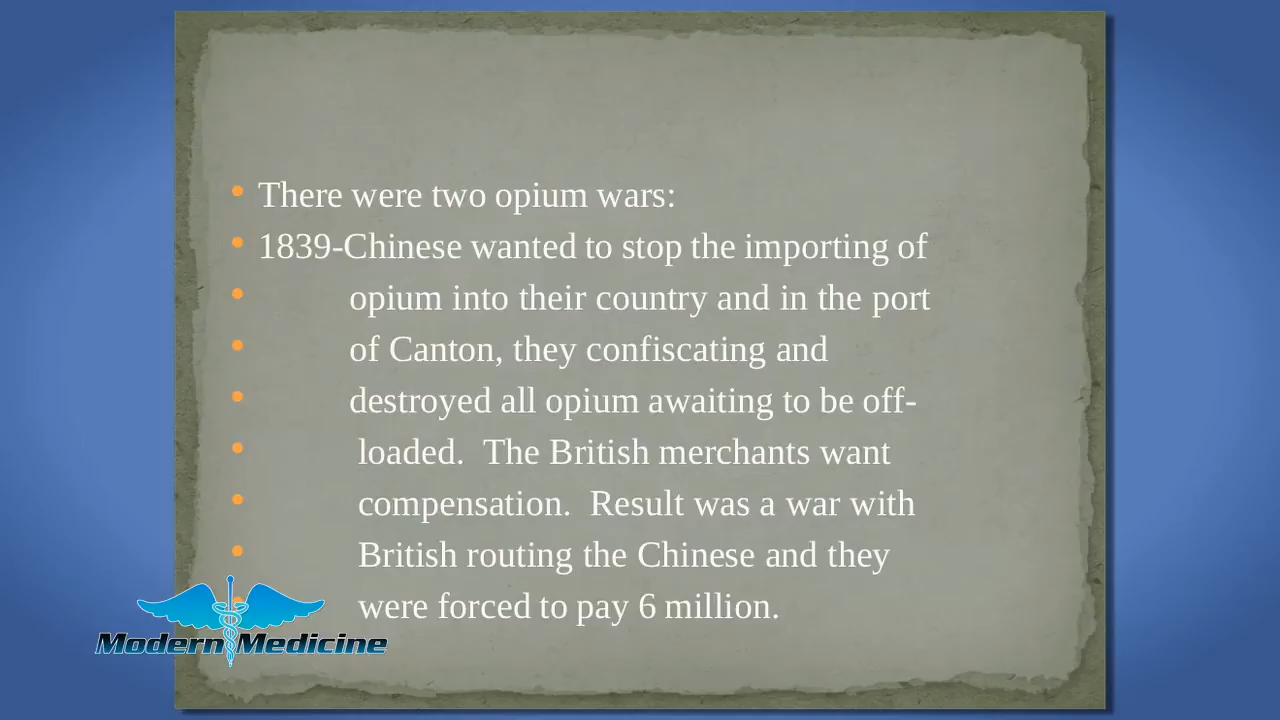 There were two opium wars:
1839-Chinese wanted to stop the importing of
opium into their country and in the port
of Canton, they confiscating and
destroyed all opium awaiting to be off-
loaded. The British merchants want
compensation. Result was a war with
British routing the Chinese and they
were forced to pay 6 million.
Modern Medicine